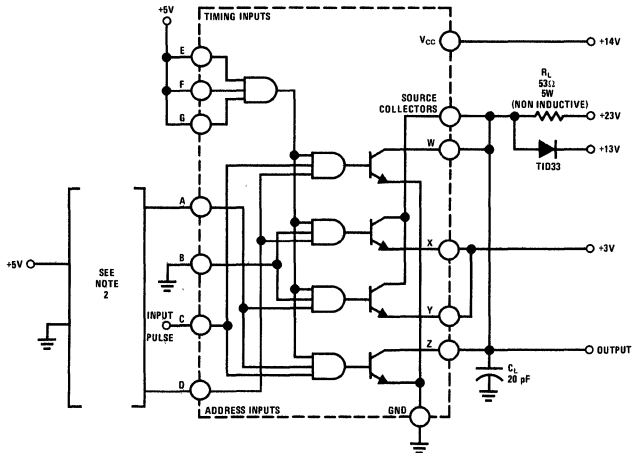 +5V
TIMING INPUTS
E
F
G
VCC
+14V
RL
53Ω
5W
(NON INDUCTIVE)
SOURCE
COLLECTORS
+23V
W
+13V
TID33
A
X
+3V
B
+5V
SEE
NOTE
2
INPUT
PULSE
C
Y
Z
OUTPUT
D
CL
20 pF
ADDRESS INPUTS
GND